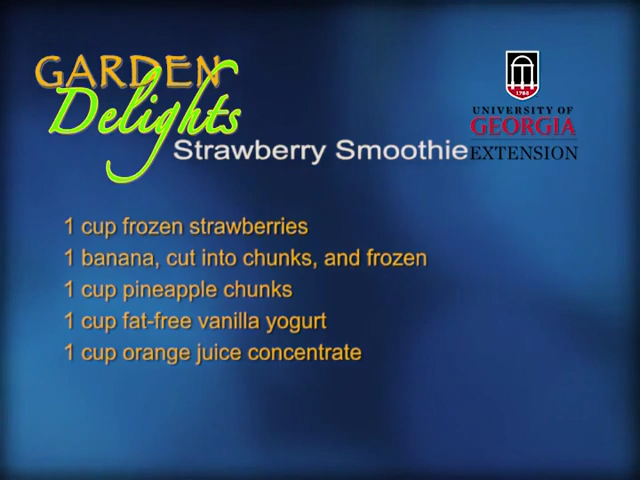 GARDEN
Delights
1785
UNIVERSITY OF
GEORGIA
EXTENSION
Strawberry Smoothie
1 cup frozen strawberries
1 banana, cut into chunks, and frozen
1 cup pineapple chunks
1 cup fat-free vanilla yogurt
1 cup orange juice concentrate